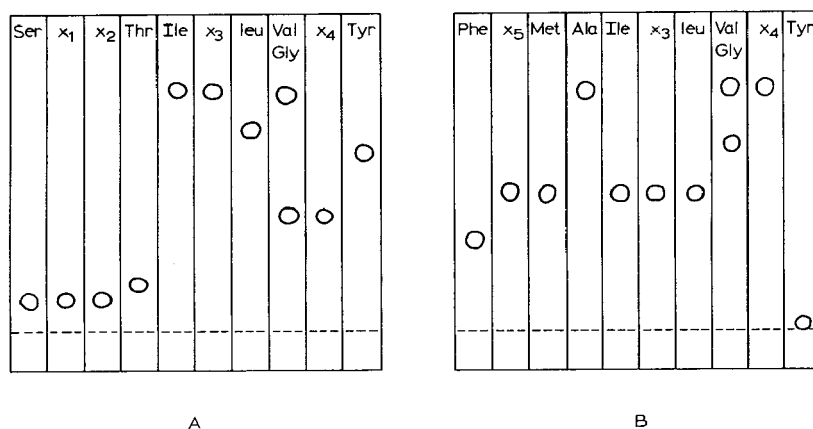 Ser x1 x2 Thr Ile x3 leu Val Gly x4 Tyr
A
Phe x5 Met Ala Ile x3 leu Val Gly x4 Tyr
B